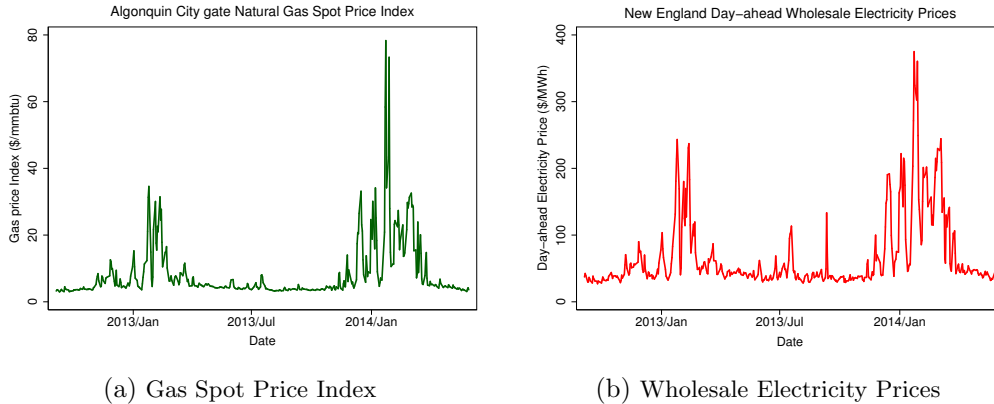 Algonquin City gate Natural Gas Spot Price Index
Gas price Index ($/mmbtu)
80
60
40
20
0
2013/Jan 2013/Jul 2014/Jan
Date
(a) Gas Spot Price Index
New England Day−ahead Wholesale Electricity Prices
Day−ahead Electricity Price ($/MWh)
400
300
200
100
0
2013/Jan 2013/Jul 2014/Jan
Date
(b) Wholesale Electricity Prices